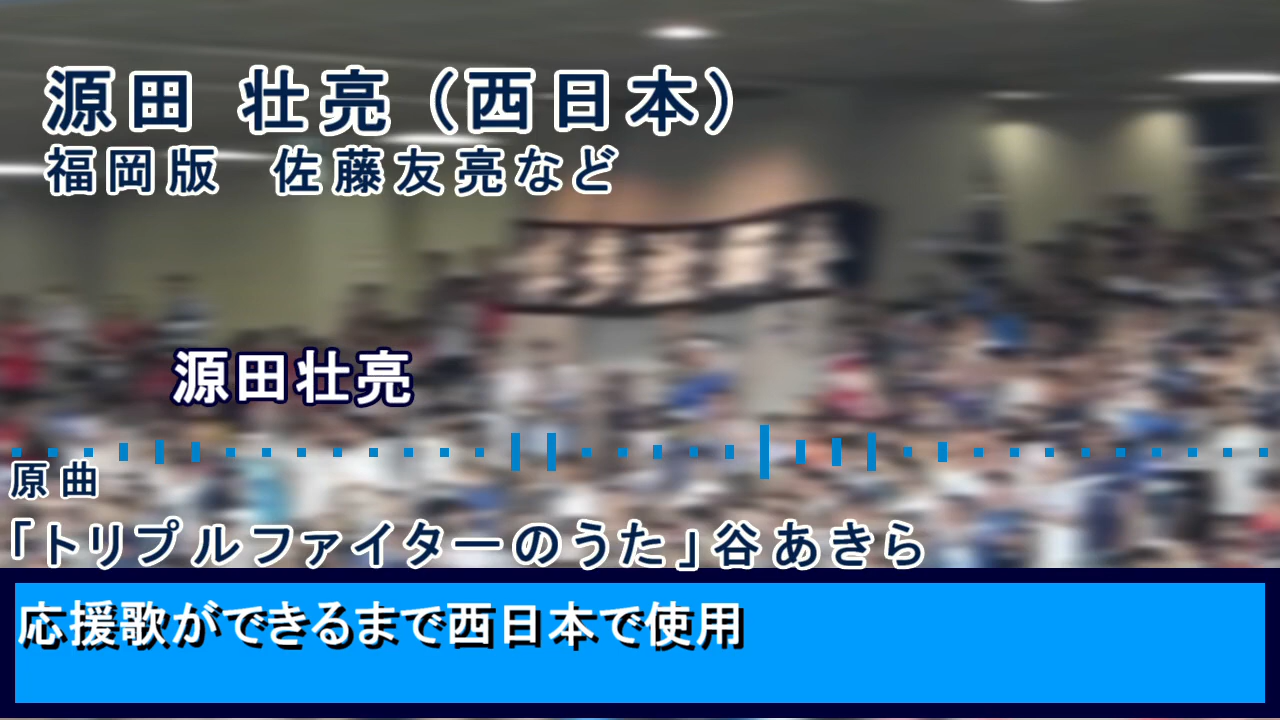 源田 壮亮（西日本）
福岡版　佐藤友亮など
源田壮亮
原曲
「トリプルファイターのうた」谷あきら
応援歌ができるまで西日本で使用